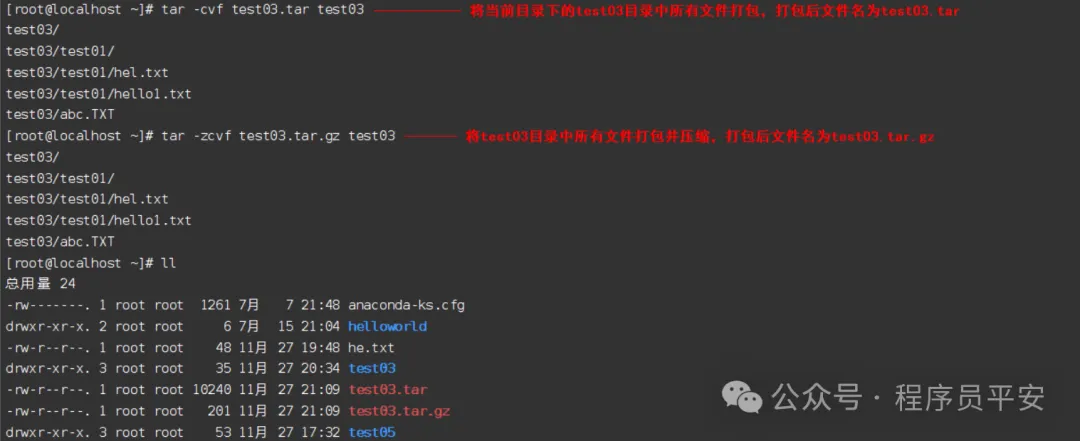 [root@localhost ~]# tar -cvf test03.tar test03 将当前目录下的test03目录中所有文件打包，打包后文件名为test03.tar
test03/
test03/test01/
test03/test01/hel.txt
test03/test01/hello1.txt
test03/abc.TXT
[root@localhost ~]# tar -zcvf test03.tar.gz test03 将test03目录中所有文件打包并压缩，打包后文件名为test03.tar.gz
test03/
test03/test01/
test03/test01/hel.txt
test03/test01/hello1.txt
test03/abc.TXT
[root@localhost ~]# ll
总用量 24
-rw-------. 1 root root 1261 7月 7 21:48 anaconda-ks.cfg
drwxr-xr-x. 2 root root 6 7月 15 21:04 helloworld
-rw-r--r--. 1 root root 48 11月 27 19:48 he.txt
drwxr-xr-x. 3 root root 35 11月 27 20:34 test03
-rw-r--r--. 1 root root 10240 11月 27 21:09 test03.tar
-rw-r--r--. 1 root root 201 11月 27 21:09 test03.tar.gz
drwxr-xr-x. 3 root root 53 11月 27 17:32 test05
公众号 · 程序员平安